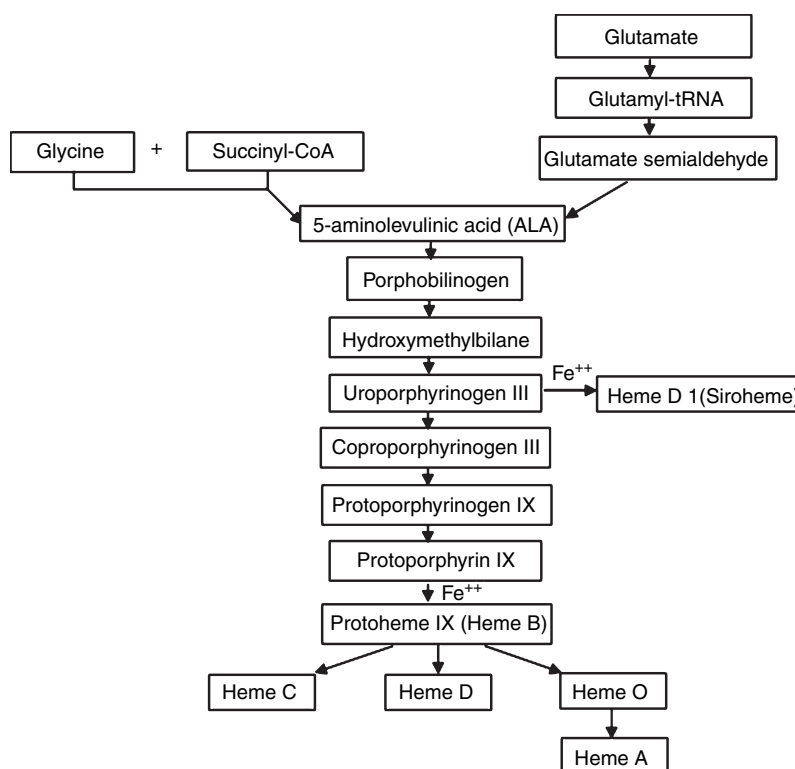 Glutamate
Glutamyl-tRNA
Glycine + Succinyl-CoA
Glutamate semialdehyde
5-aminolevulinic acid (ALA)
Porphobilinogen
Hydroxymethylbilane
Fe++
Uroporphyrinogen III
Heme D 1(Siroheme)
Coproporphyrinogen III
Protoporphyrinogen IX
Protoporphyrin IX
Fe++
Protoheme IX (Heme B)
Heme C
Heme D
Heme O
Heme A